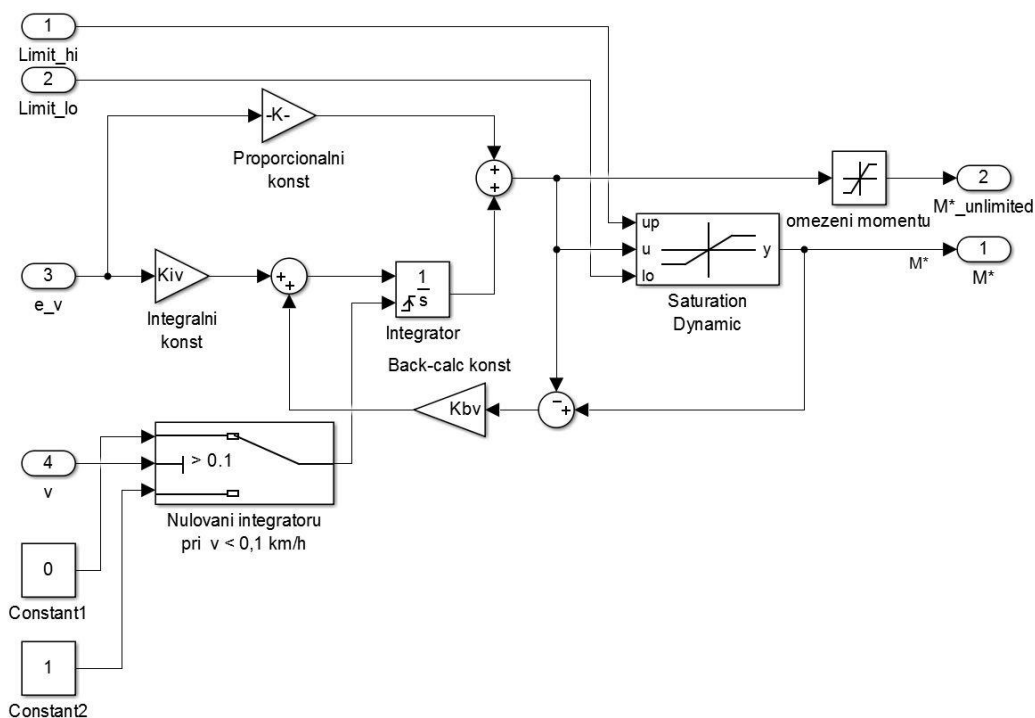 1
Limit_hi
2
Limit_lo
-K-
Proporcionalni
konst
+
+
omezeni momentu
2
M*_unlimited
up
u
lo
y
Saturation
Dynamic
M*
1
M*
3
e_v
Kiv
Integralni
konst
++
1
s
Integrator
Back-calc konst
Kbv
−+
4
v
> 0.1
Nulovani integratoru
pri v < 0,1 km/h
0
Constant1
1
Constant2